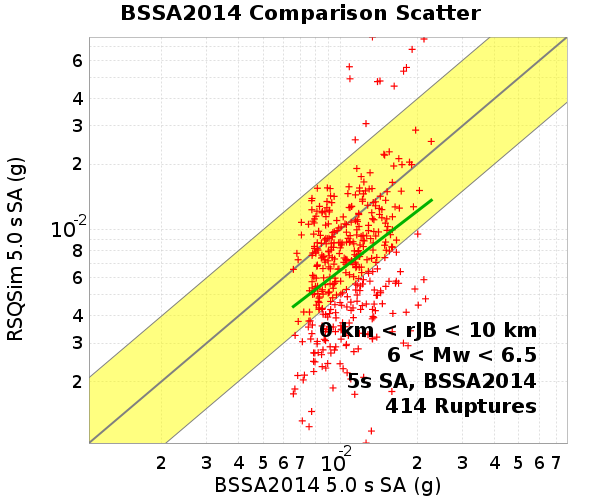 BSSA2014 Comparison Scatter
RSQSim 5.0 s SA (g)
6
4
3
2
10-2
8
6
4
3
2
0 km < rJB < 10 km
6 < Mw < 6.5
5s SA, BSSA2014
414 Ruptures
2 3 4 5 6 7 10-2 2 3 4 5 6 7
BSSA2014 5.0 s SA (g)